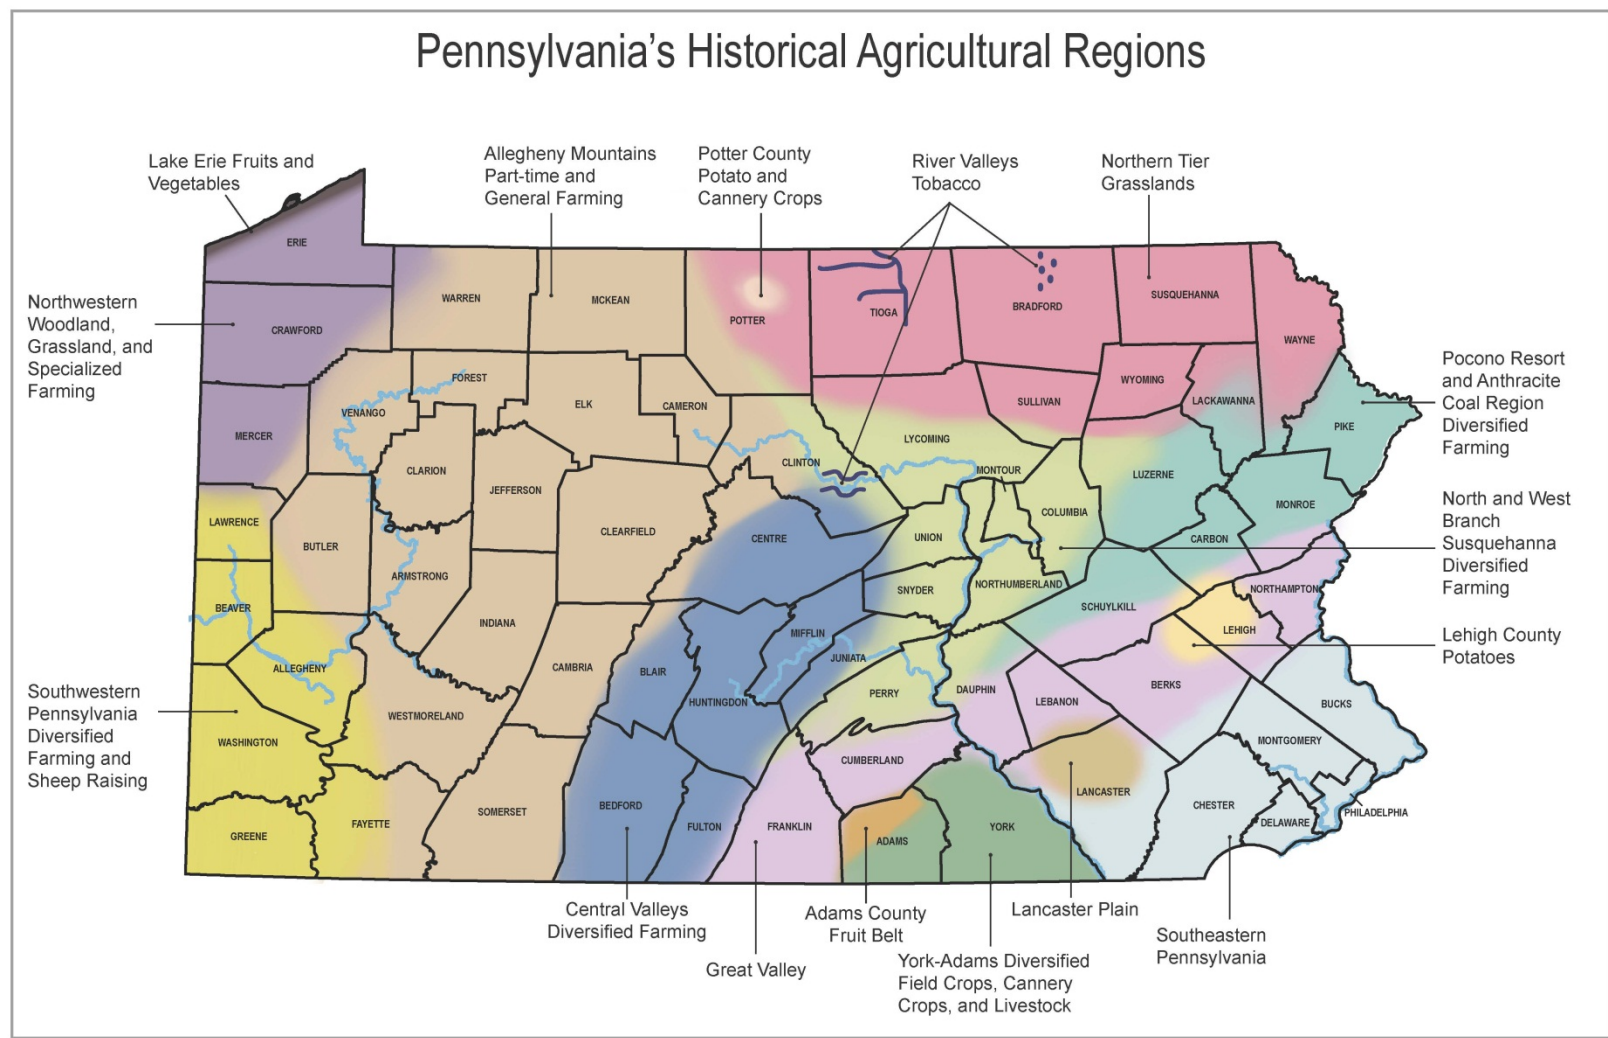 Pennsylvania's Historical Agricultural Regions
Lake Erie Fruits and
Vegetables
Allegheny Mountains
Part-time and
General Farming
Potter County
Potato and
Cannery Crops
River Valleys
Tobacco
Northern Tier
Grasslands
Northwestern
Woodland,
Grassland, and
Specialized
Farming
Pocono Resort
and Anthracite
Coal Region
Diversified
Farming
North and West
Branch
Susquehanna
Diversified
Farming
Lehigh County
Potatoes
Southwestern
Pennsylvania
Diversified
Farming and
Sheep Raising
Central Valleys
Diversified Farming
Great Valley
Adams County
Fruit Belt
York-Adams Diversified
Field Crops, Cannery
Crops, and Livestock
Lancaster Plain
Southeastern
Pennsylvania
ERIE
CRAWFORD
WARREN
MCKEAN
POTTER
TIOGA
BRADFORD
SUSQUEHANNA
WAYNE
MERCER
VENANGO
FOREST
ELK
CAMERON
SULLIVAN
WYOMING
LACKAWANNA
PIKE
CLARION
JEFFERSON
CLINTON
LYCOMING
MONTOUR
COLUMBIA
LUZERNE
MONROE
LAWRENCE
BUTLER
ARMSTRONG
CLEARFIELD
CENTRE
UNION
SNYDER
NORTHUMBERLAND
CARBON
SCHUYLKILL
NORTHAMPTON
LEHIGH
BEAVER
ALLEGHENY
INDIANA
CAMBRIA
BLAIR
HUNTINGDON
MIFFLIN
JUNIATA
PERRY
DAUPHIN
LEBANON
BERKS
BUCKS
MONTGOMERY
WASHINGTON
WESTMORELAND
GREENE
FAYETTE
SOMERSET
BEDFORD
FULTON
FRANKLIN
CUMBERLAND
ADAMS
YORK
LANCASTER
CHESTER
DELAWARE
PHILADELPHIA